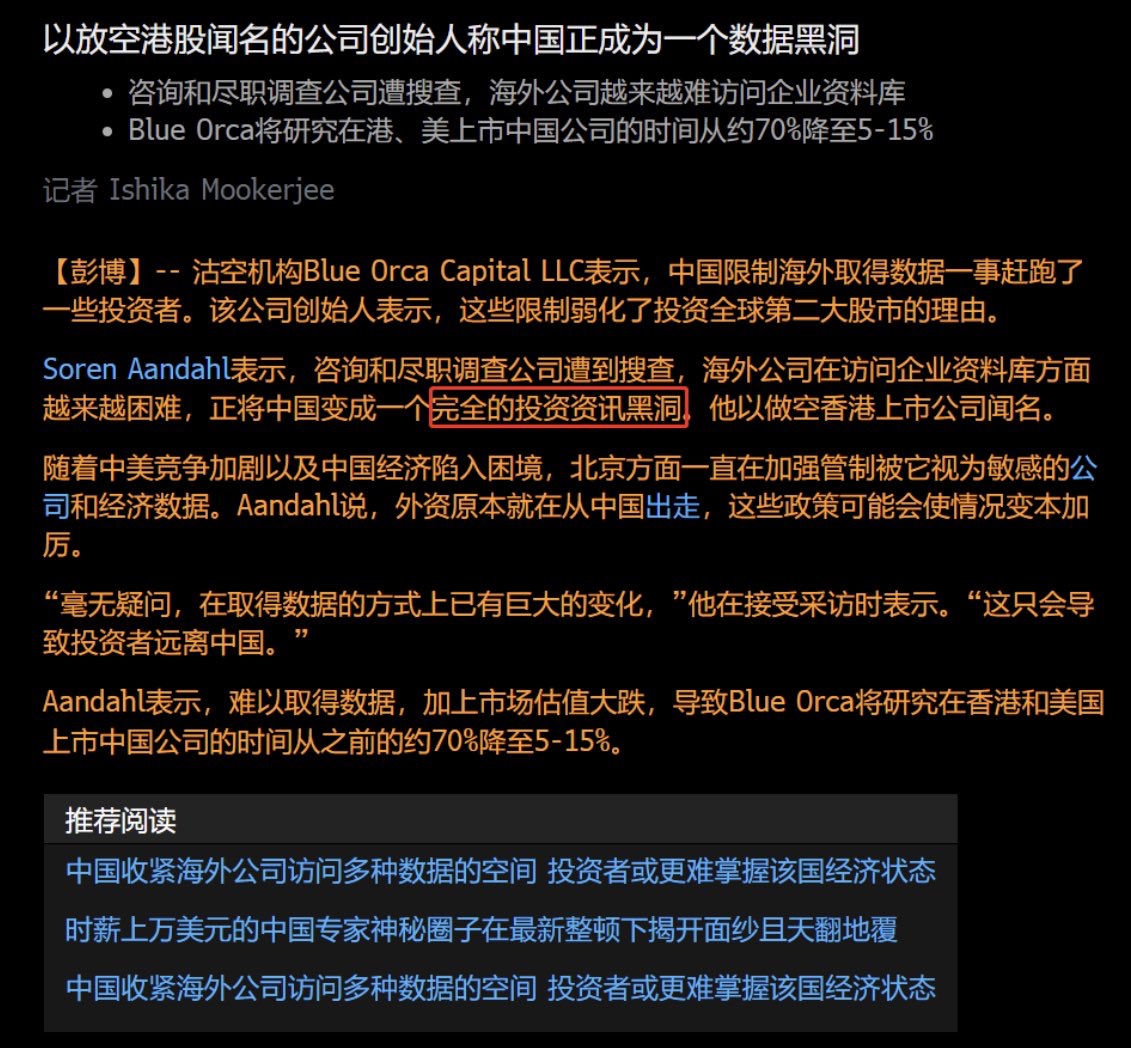 以放空港股闻名的公司创始人称中国正成为一个数据黑洞
• 咨询和尽职调查公司遭搜查，海外公司越来越难访问企业资料库
• Blue Orca将研究在港、美上市中国公司的时间从约70%降至5-15%
记者 Ishika Mookerjee
【彭博】-- 沽空机构Blue Orca Capital LLC表示，中国限制海外取得数据一事赶跑了
一些投资者。该公司创始人表示，这些限制弱化了投资全球第二大股市的理由。
Soren Aandahl表示，咨询和尽职调查公司遭到搜查，海外公司在访问企业资料库方面
越来越困难，正将中国变成一个完全的投资资讯黑洞。他以做空香港上市公司闻名。
随着中美竞争加剧以及中国经济陷入困境，北京方面一直在加强管制被它视为敏感的公
司和经济数据。Aandahl说，外资原本就在从中国出走，这些政策可能会使情况变本加
厉。
“毫无疑问，在取得数据的方式上已有巨大的变化，”他在接受采访时表示。“这只会导
致投资者远离中国。”
Aandahl表示，难以取得数据，加上市场估值大跌，导致Blue Orca将研究在香港和美国
上市中国公司的时间从之前的约70%降至5-15%。
推荐阅读
中国收紧海外公司访问多种数据的空间 投资者或更难掌握该国经济状态
时薪上万美元的中国专家神秘圈子在最新整顿下揭开面纱且天翻地覆
中国收紧海外公司访问多种数据的空间 投资者或更难掌握该国经济状态